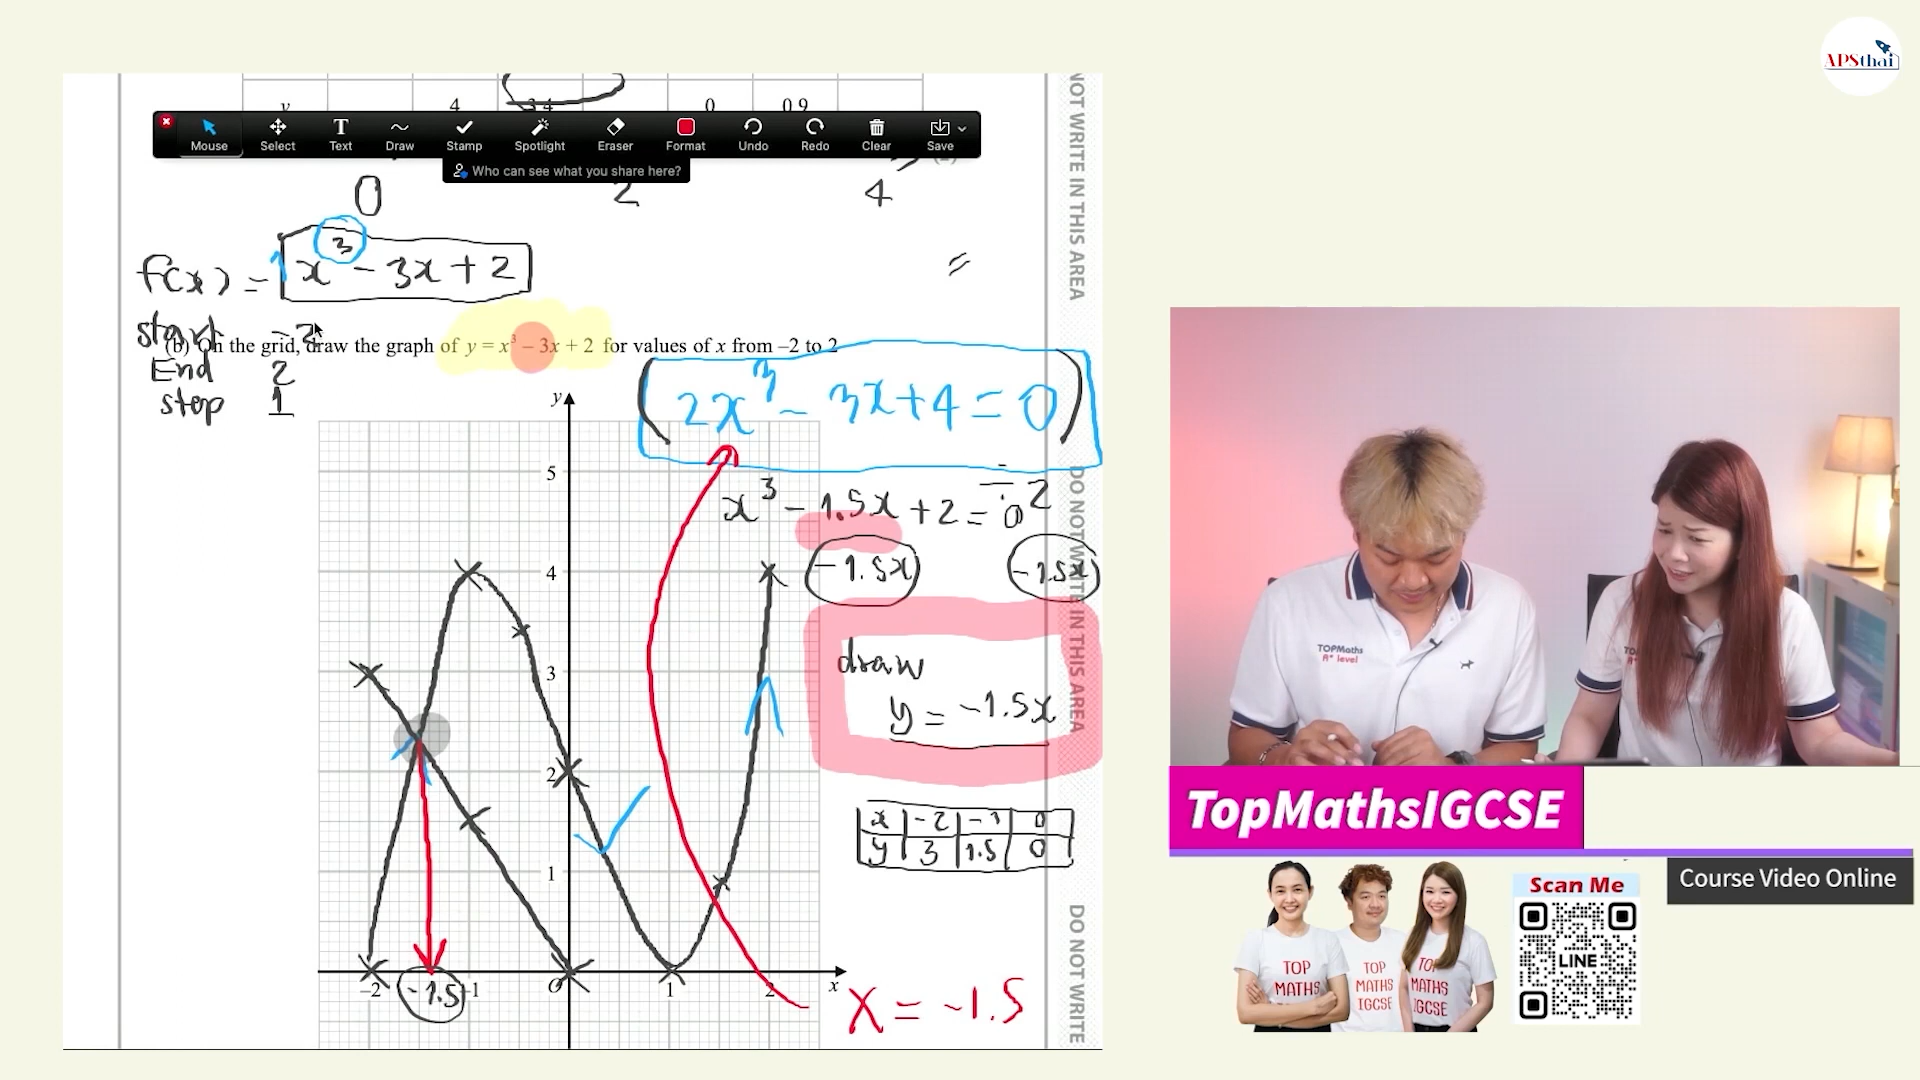 APSthai
y 4 3.4 0 0.9
Mouse Select Text Draw Stamp Spotlight Eraser Format Undo Redo Clear Save
Who can see what you share here?
0 2 4
f(x) = x³ - 3x + 2
=
start -2
(b) On the grid, draw the graph of y = x³ – 3x + 2 for values of x from –2 to 2
End 2
step 1
(2x³ - 3x + 4 = 0)
y
5
x³ - 1.5x + 2 = 0
4
-1.5x -1.5x
3
draw
y = -1.5x
2
x -2 -1 0
y 3 1.5 0
1
–2 -1.5 –1 O 1 2 x
X = -1.5
NOT WRITE IN THIS AREA
DO NOT WRITE IN THIS AREA
DO NOT WRITE
TOPMaths
A* level
TopMathsIGCSE
Course Video Online
Scan Me
LINE
TOP
MATHS
IGCSE
TOP
MATHS
IGCSE
TOP
MATHS
IGCSE